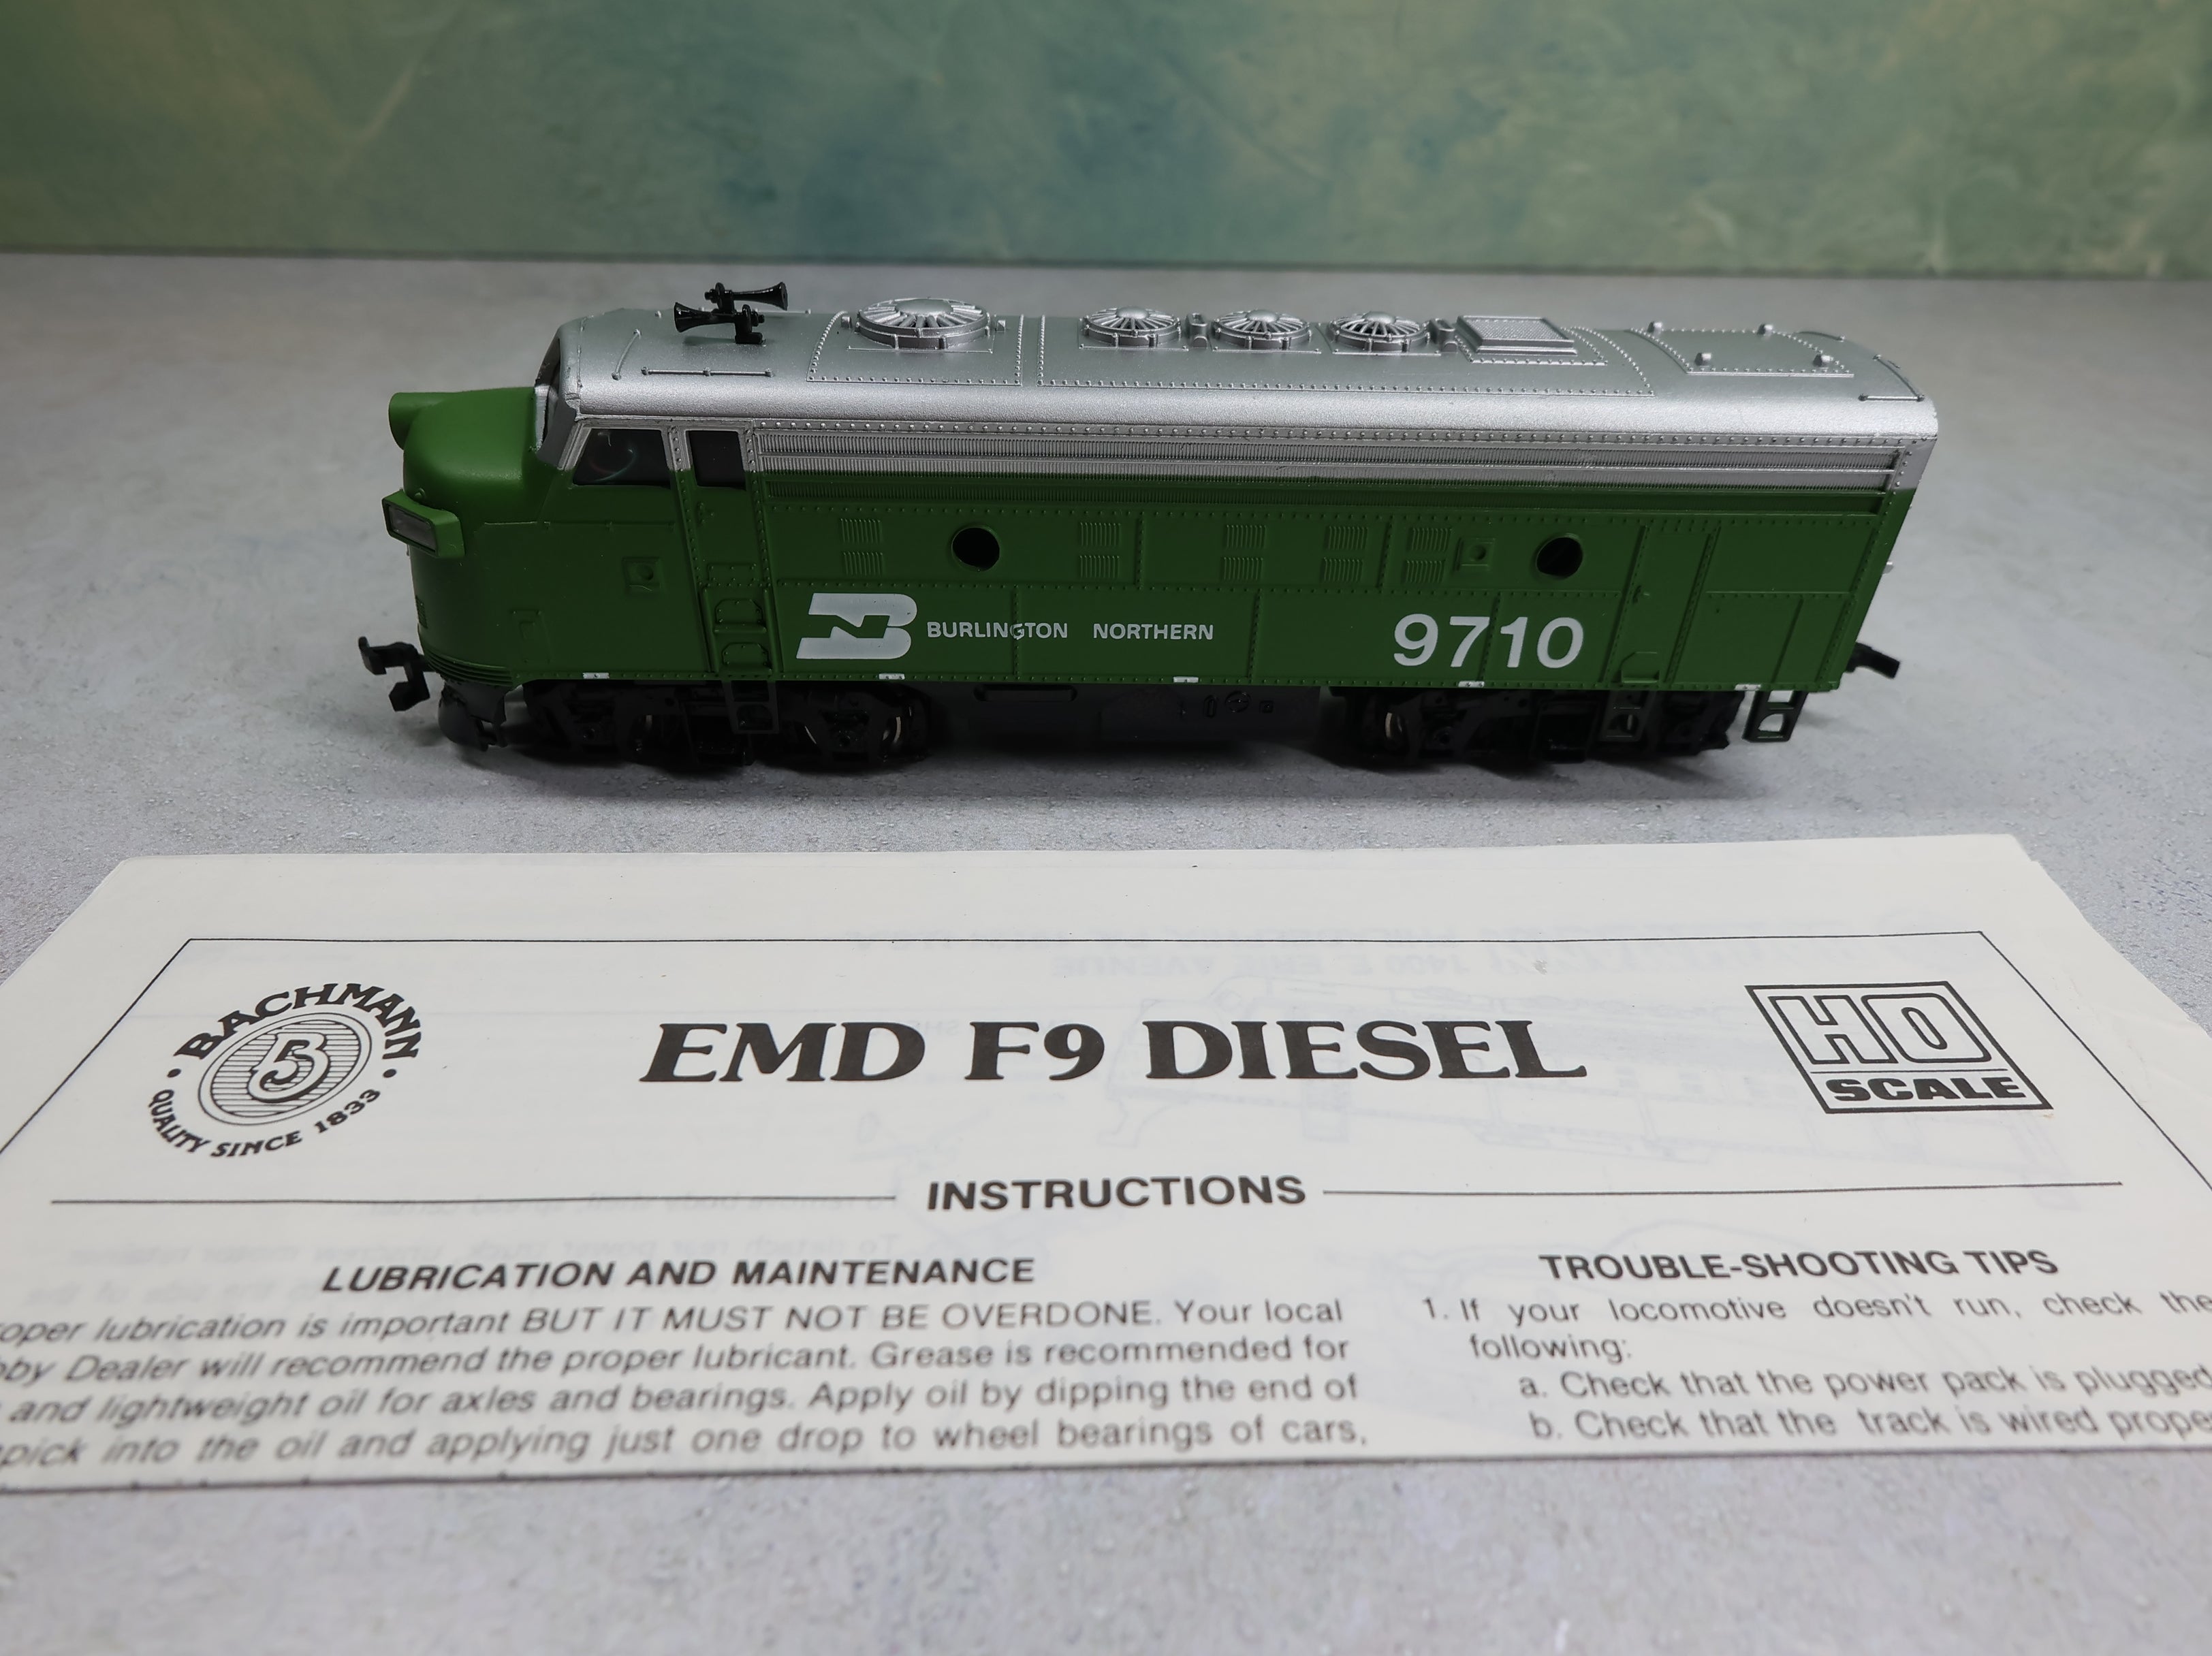 BURLINGTON NORTHERN
9710
BACHMANN
QUALITY SINCE 1833
EMD F9 DIESEL
HO
SCALE
INSTRUCTIONS
LUBRICATION AND MAINTENANCE
lubrication is important BUT IT MUST NOT BE OVERDONE. Your local
Dealer will recommend the proper lubricant. Grease is recommended for
and lightweight oil for axles and bearings. Apply oil by dipping the end of
into the oil and applying just one drop to wheel bearings of cars,
TROUBLE-SHOOTING TIPS
1. If your locomotive doesn't run, check the
following:
a. Check that the power pack is plugged
b. Check that the track is wired